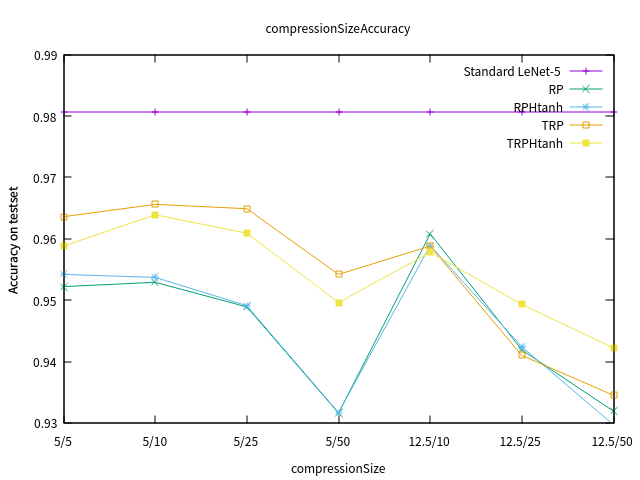 compressionSizeAccuracy
0.99
0.98
0.97
0.96
0.95
0.94
0.93
Accuracy on testset
Standard LeNet-5
RP
RPHtanh
TRP
TRPHtanh
5/5 5/10 5/25 5/50 12.5/10 12.5/25 12.5/50
compressionSize